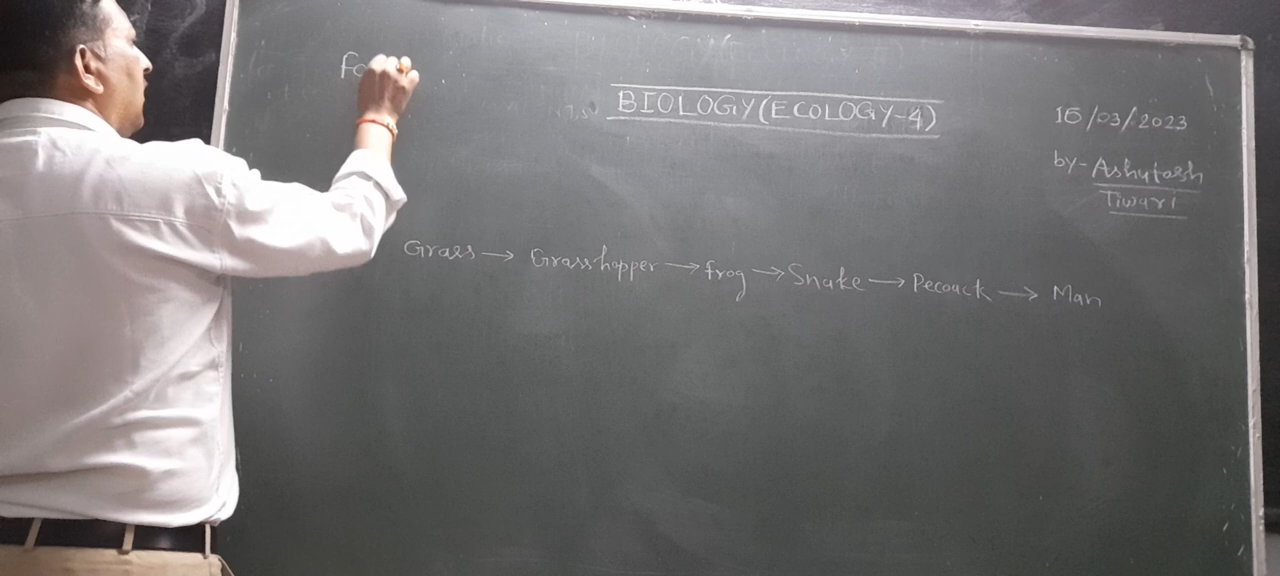 Fo
BIOLOGY (ECOLOGY-4)
16/03/2023
by- Ashutosh
Tiwari
Grass → Grasshopper → frog → Snake → Pecoack → Man